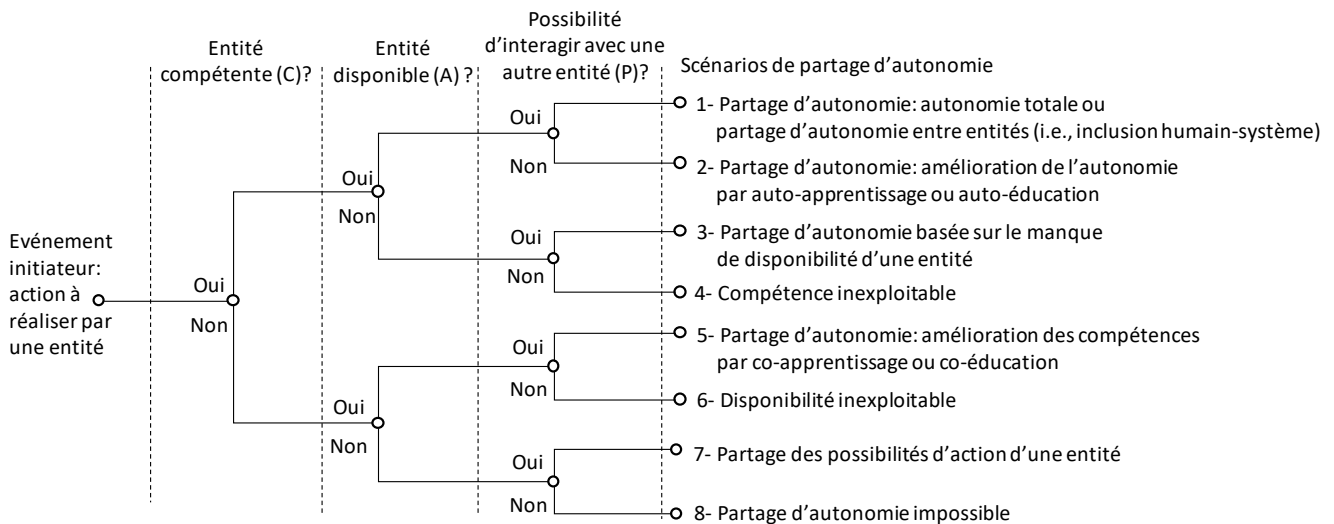 Possibilité
d'interagir avec une
autre entité (P)?
Entité
compétente (C)?
Entité
disponible (A) ?
Scénarios de partage d'autonomie
Oui
1- Partage d'autonomie: autonomie totale ou
partage d'autonomie entre entités (i.e., inclusion humain-système)
Non
2- Partage d'autonomie: amélioration de l'autonomie
par auto-apprentissage ou auto-éducation
Oui
Non
Oui
3- Partage d'autonomie basée sur le manque
de disponibilité d'une entité
Non
4- Compétence inexploitable
Evénement
initiateur:
action à
réaliser par
une entité
Oui
Non
Oui
5- Partage d'autonomie: amélioration des compétences
par co-apprentissage ou co-éducation
Non
6- Disponibilité inexploitable
Oui
Non
Oui
7- Partage des possibilités d'action d'une entité
Non
8- Partage d'autonomie impossible